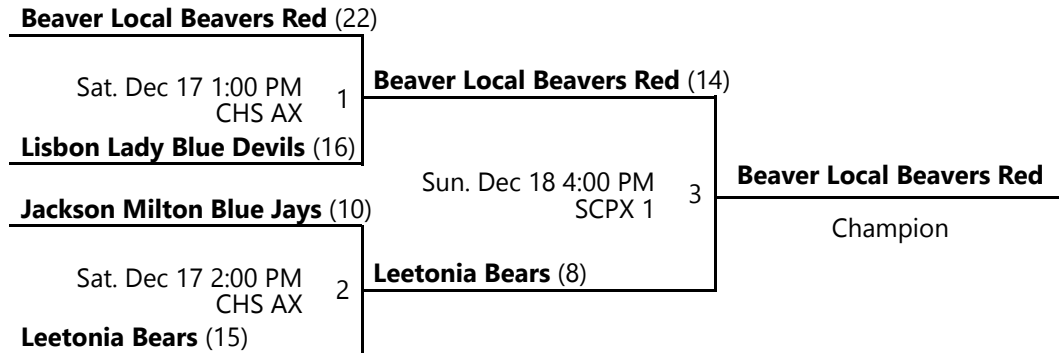 Beaver Local Beavers Red (22)
Sat. Dec 17 1:00 PM
CHS AX
1
Lisbon Lady Blue Devils (16)
Beaver Local Beavers Red (14)
Sun. Dec 18 4:00 PM
SCPX 1
3
Beaver Local Beavers Red
Champion
Jackson Milton Blue Jays (10)
Sat. Dec 17 2:00 PM
CHS AX
2
Leetonia Bears (15)
Leetonia Bears (8)